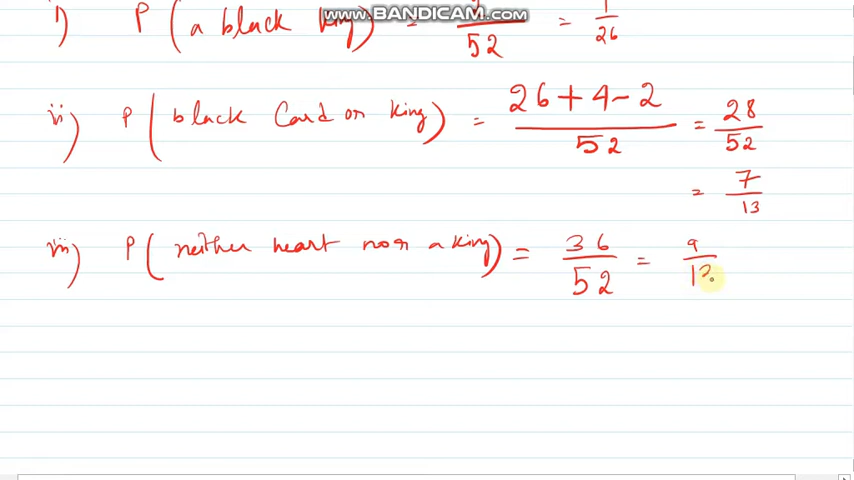 WWW.BANDICAM.COM
i) P ( a black king ) = /52 = 1/26
ii) P ( black Card or king ) = 26 + 4 - 2 / 52 = 28/52
= 7/13
iii) P ( neither heart nor a king ) = 36/52 = 9/13